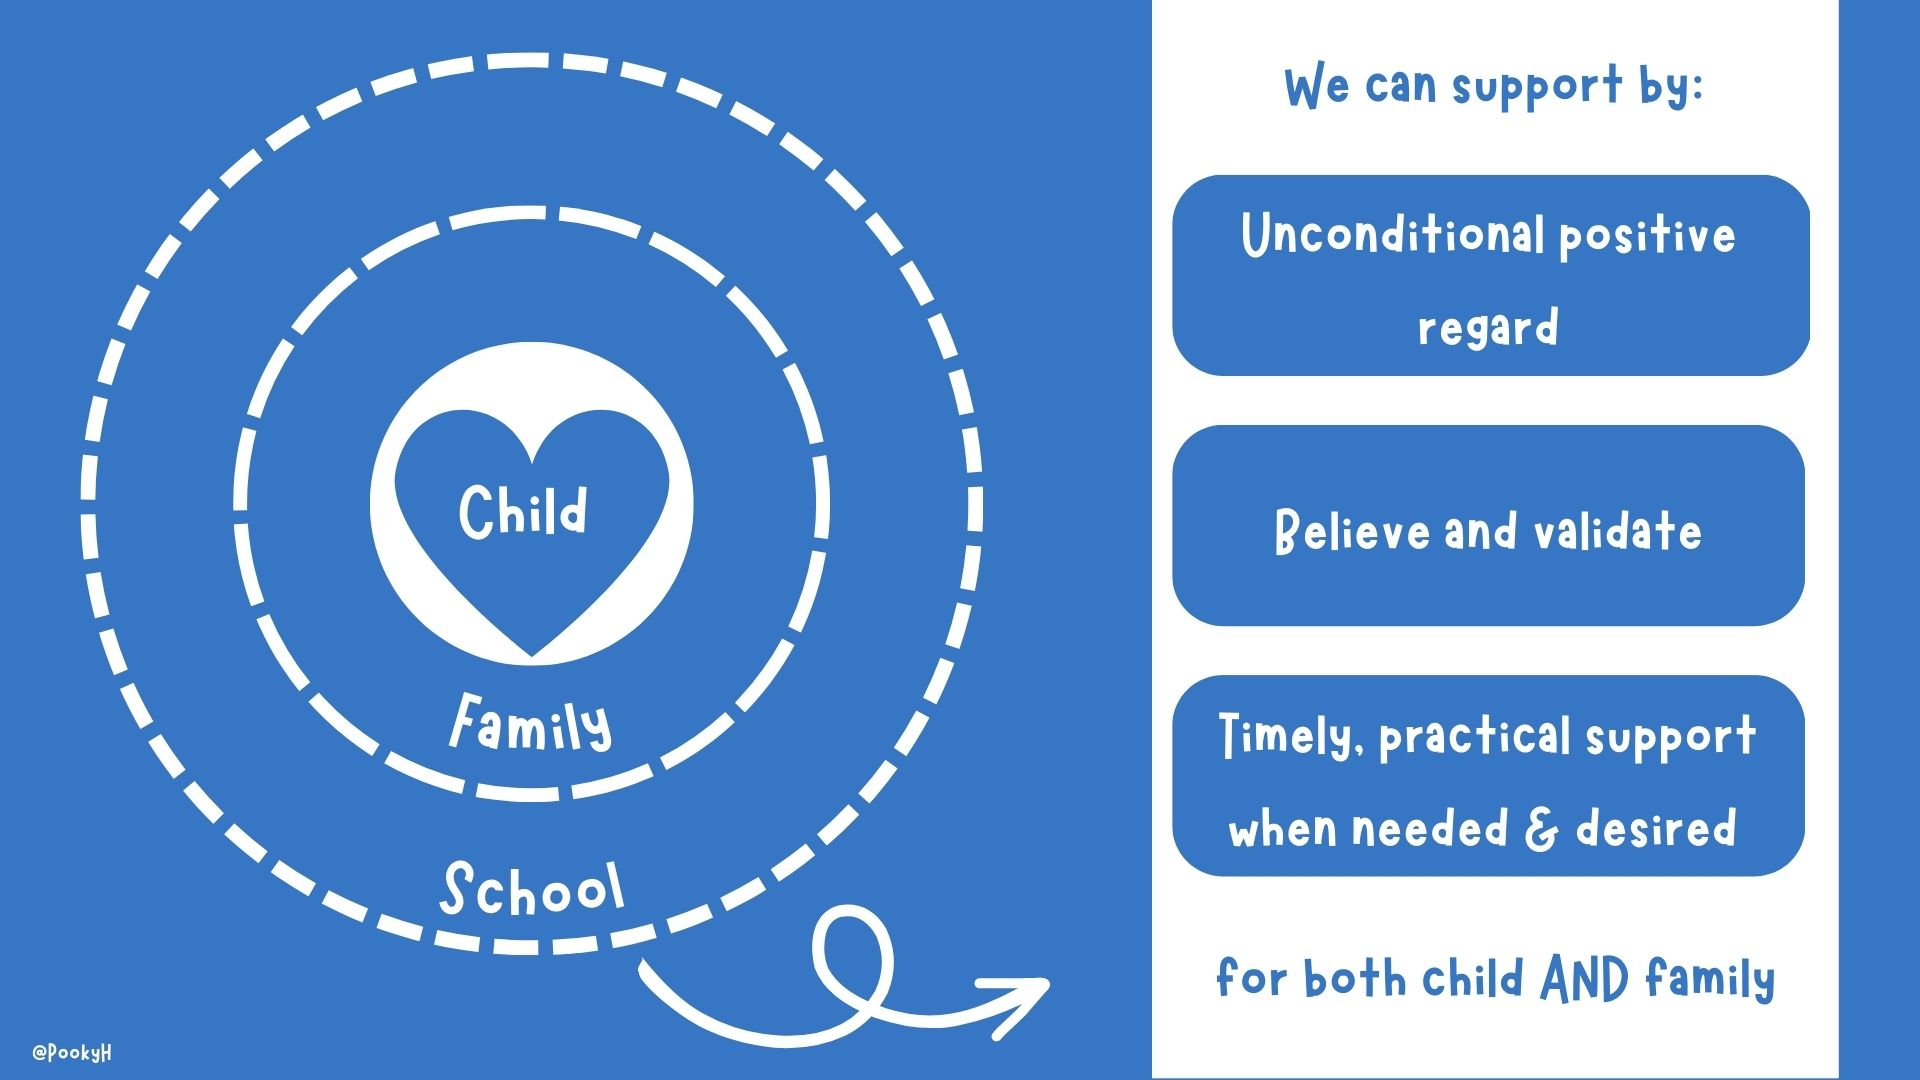 Child
Family
School
@PookyH
We can support by:
Unconditional positive
regard
Believe and validate
Timely, practical support
when needed & desired
for both child AND family